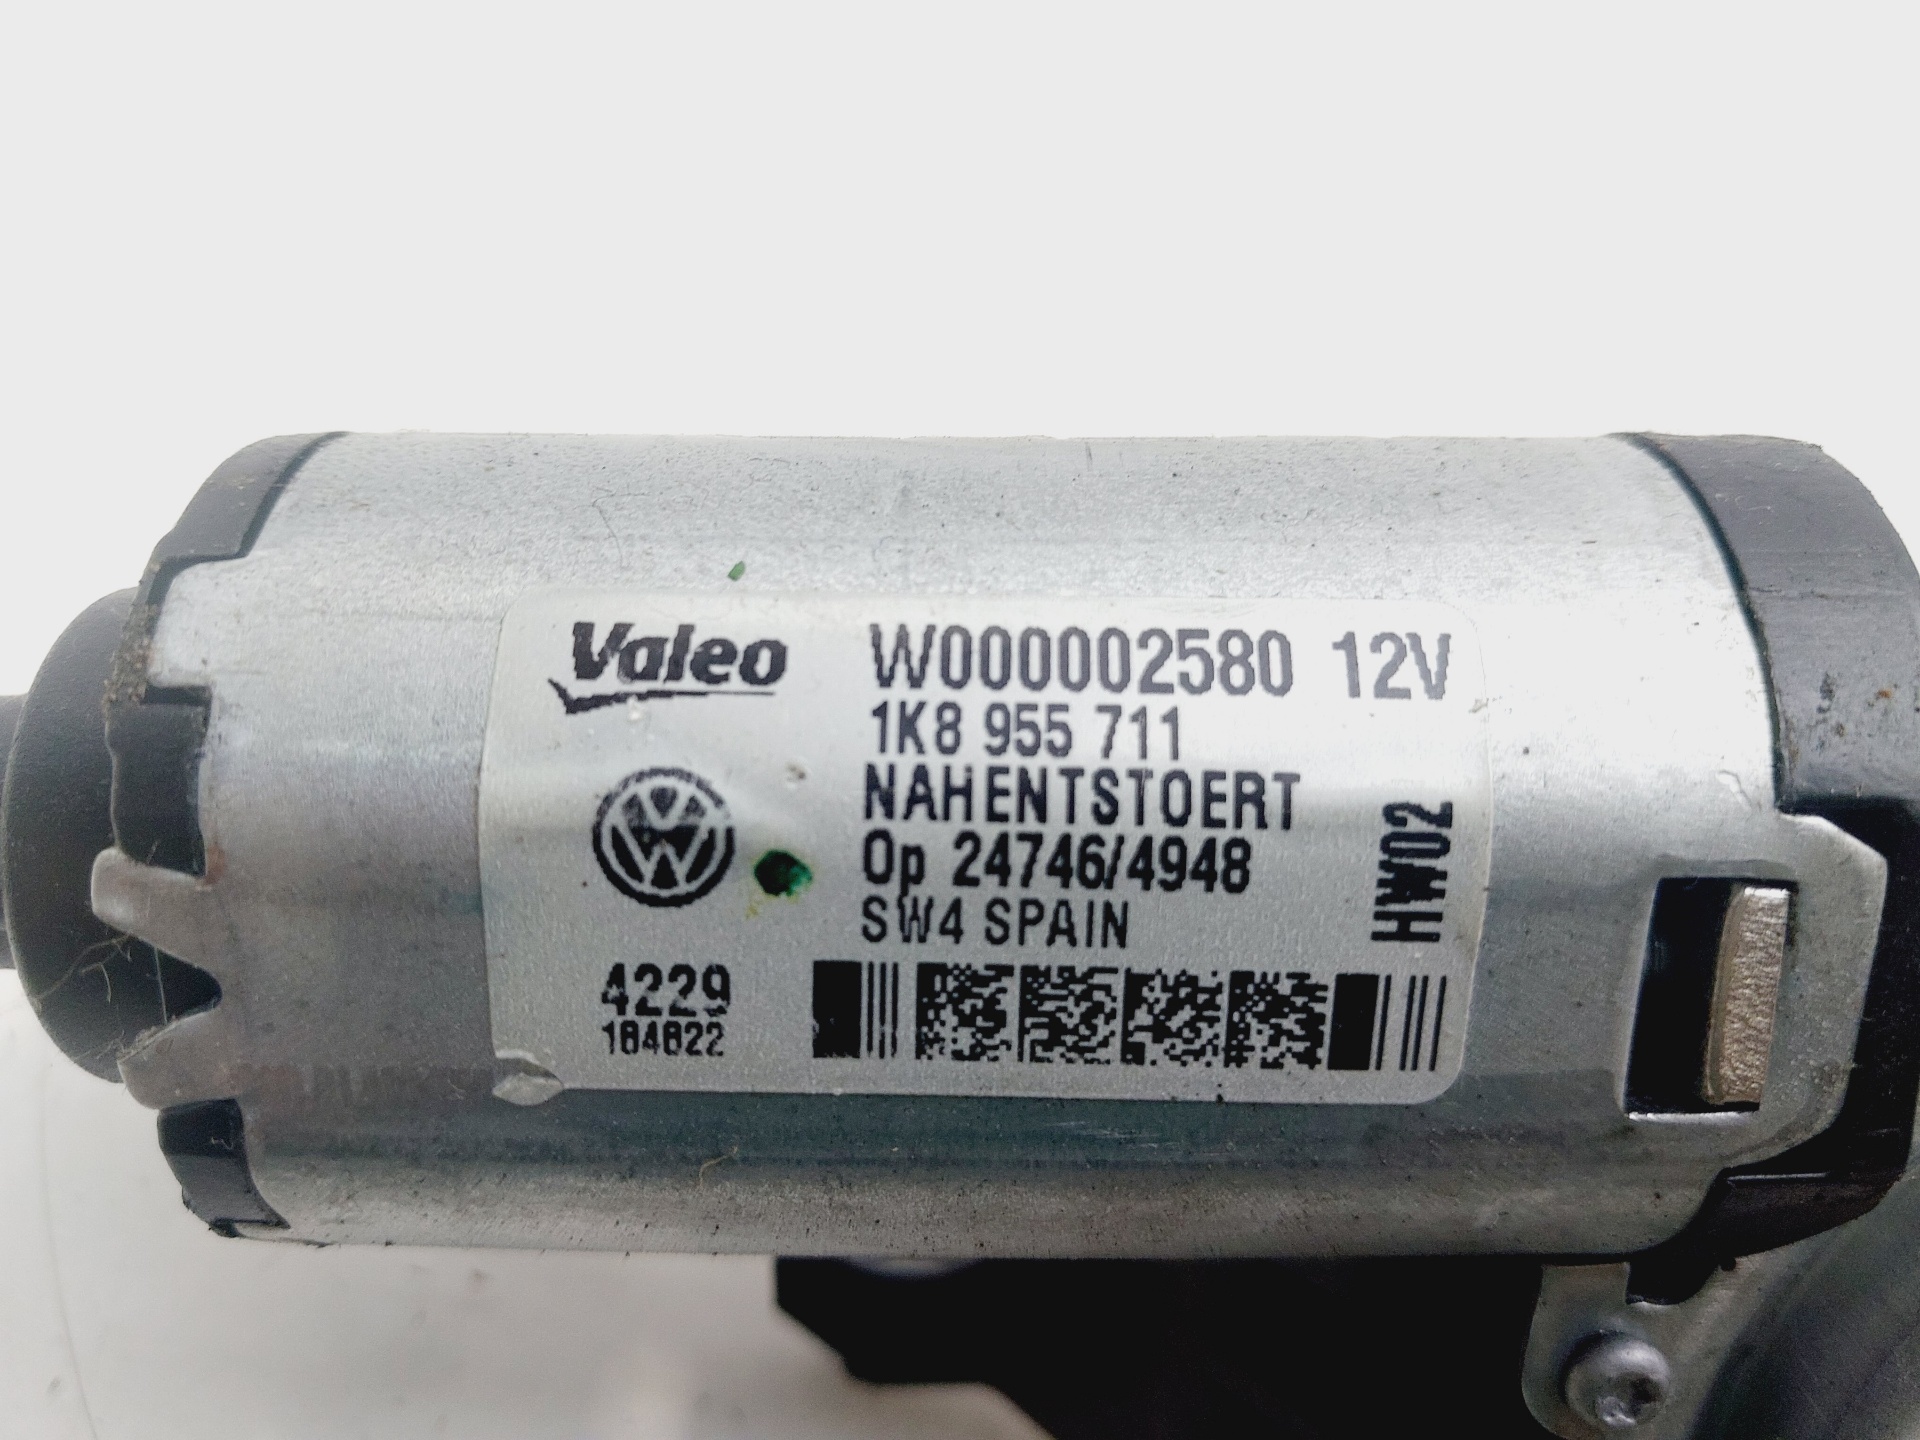 Valeo W000002580 12V
1K8 955 711
NAHENTSTOERT
Op 24746/4948
SW4 SPAIN
HW02
4229
184822